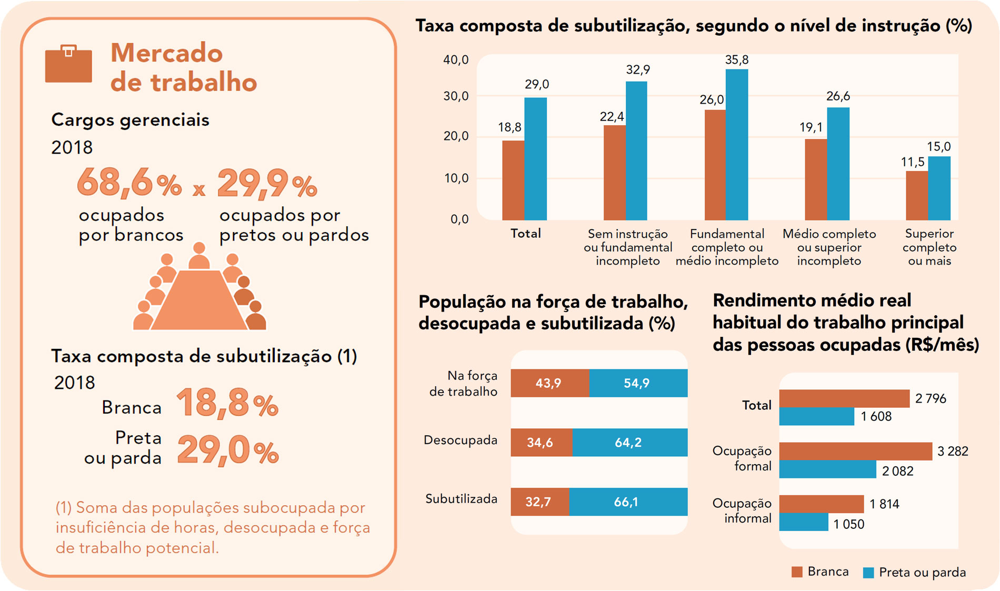 Mercado
de trabalho
Cargos gerenciais
2018
68,6% x 29,9%
ocupados
por brancos
ocupados por
pretos ou pardos
Taxa composta de subutilização (1)
2018
Branca 18,8%
Preta
ou parda 29,0%
(1) Soma das populações subocupada por
insuficiência de horas, desocupada e força
de trabalho potencial.
Taxa composta de subutilização, segundo o nível de instrução (%)
40,0
30,0
20,0
10,0
0,0
18,8
29,0
22,4
32,9
26,0
35,8
19,1
26,6
11,5
15,0
Total
Sem instrução
ou fundamental
incompleto
Fundamental
completo ou
médio incompleto
Médio completo
ou superior
incompleto
Superior
completo
ou mais
População na força de trabalho,
desocupada e subutilizada (%)
Na força
de trabalho
43,9
54,9
Desocupada
34,6
64,2
Subutilizada
32,7
66,1
Rendimento médio real
habitual do trabalho principal
das pessoas ocupadas (R$/mês)
Total
2 796
1 608
Ocupação
formal
3 282
2 082
Ocupação
informal
1 814
1 050
Branca
Preta ou parda